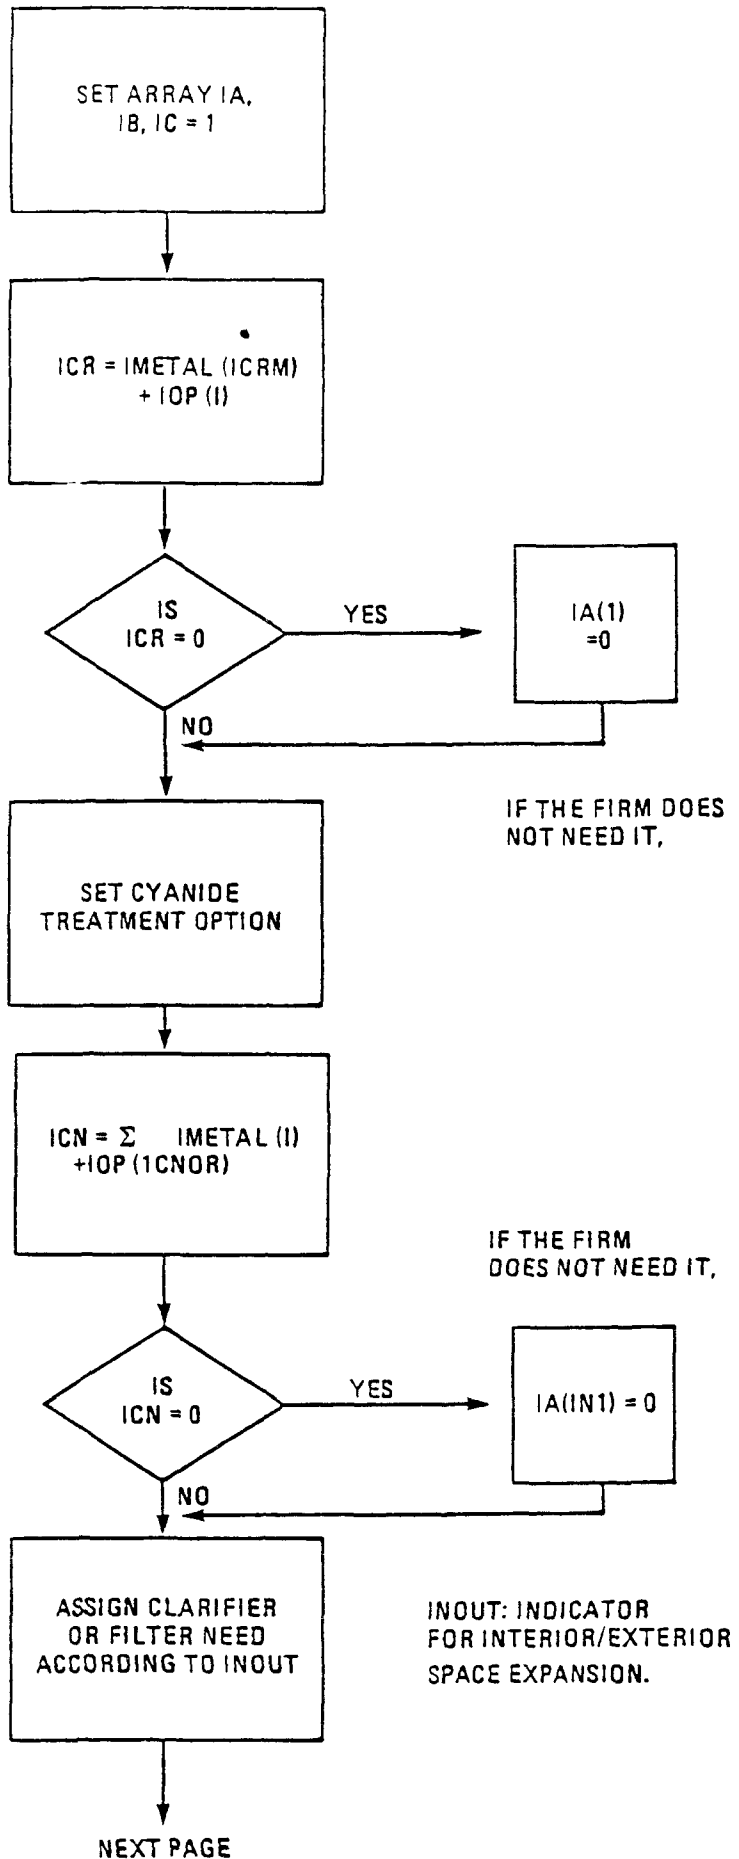 SET ARRAY IA,
IB, IC = 1
ICR = IMETAL (ICRM)
+ IOP (I)
IS
ICR = 0
YES
IA(1)
=0
NO
IF THE FIRM DOES
NOT NEED IT,
SET CYANIDE
TREATMENT OPTION
ICN = Σ IMETAL (I)
+IOP (1CNOR)
IF THE FIRM
DOES NOT NEED IT,
IS
ICN = 0
YES
IA(IN1) = 0
NO
ASSIGN CLARIFIER
OR FILTER NEED
ACCORDING TO INOUT
INOUT: INDICATOR
FOR INTERIOR/EXTERIOR
SPACE EXPANSION.
NEXT PAGE